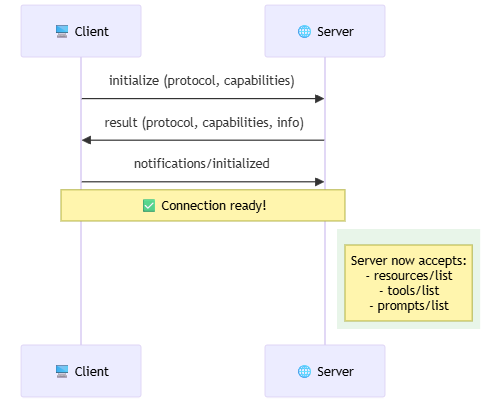 🖥️ Client
🌐 Server
initialize (protocol, capabilities)
result (protocol, capabilities, info)
notifications/initialized
✅ Connection ready!
Server now accepts:
- resources/list
- tools/list
- prompts/list
🖥️ Client
🌐 Server